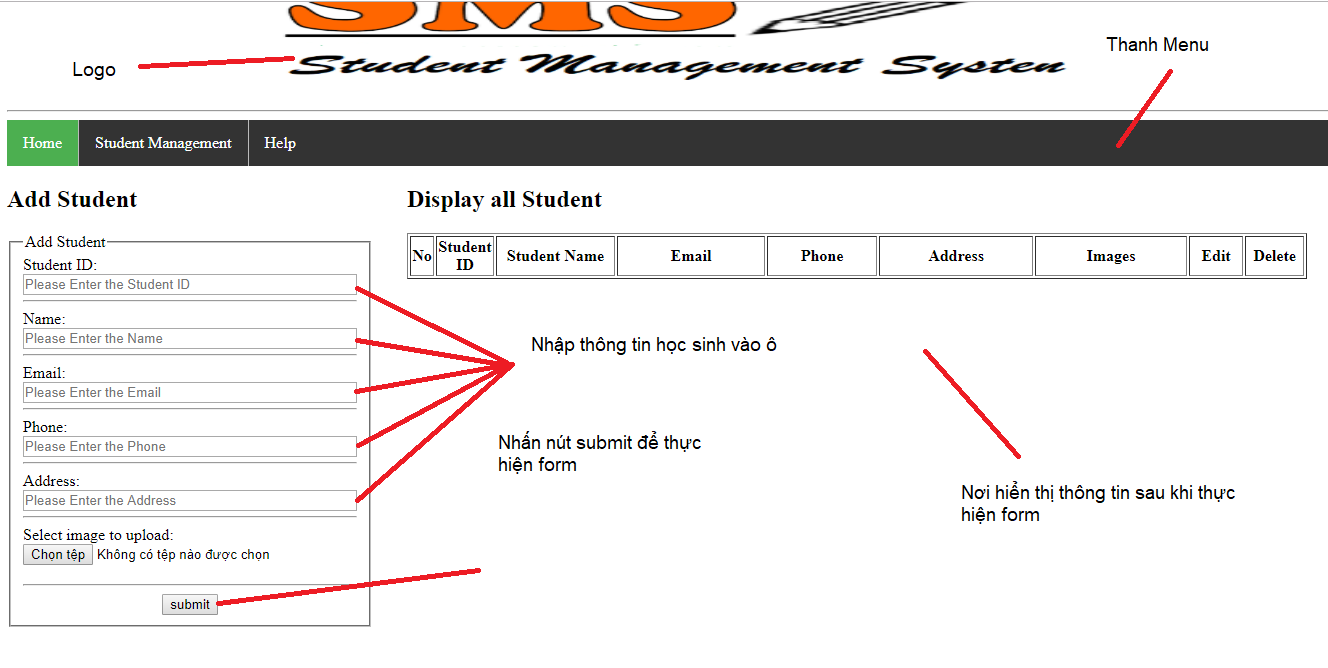 SMS
Student Management Systen
Logo
Thanh Menu
Home
Student Management
Help
Add Student
Display all Student
Add Student
Student ID:
Please Enter the Student ID
Name:
Please Enter the Name
Email:
Please Enter the Email
Phone:
Please Enter the Phone
Address:
Please Enter the Address
Select image to upload:
Chọn tệp Không có tệp nào được chọn
submit
No
Student
ID
Student Name
Email
Phone
Address
Images
Edit
Delete
Nhập thông tin học sinh vào ô
Nhấn nút submit để thực
hiện form
Nơi hiển thị thông tin sau khi thực
hiện form